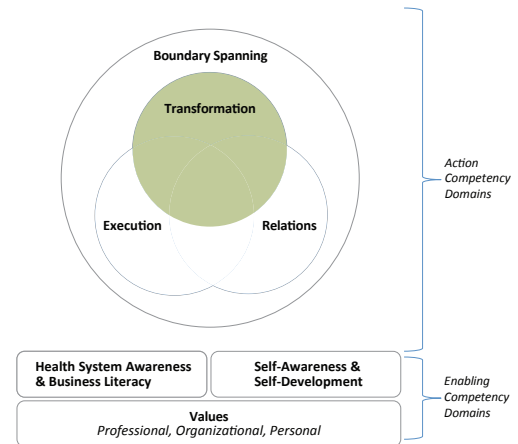 Boundary Spanning
Transformation
Action
Competency
Domains
Execution
Relations
Health System Awareness
& Business Literacy
Self-Awareness &
Self-Development
Enabling
Competency
Domains
Values
Professional, Organizational, Personal